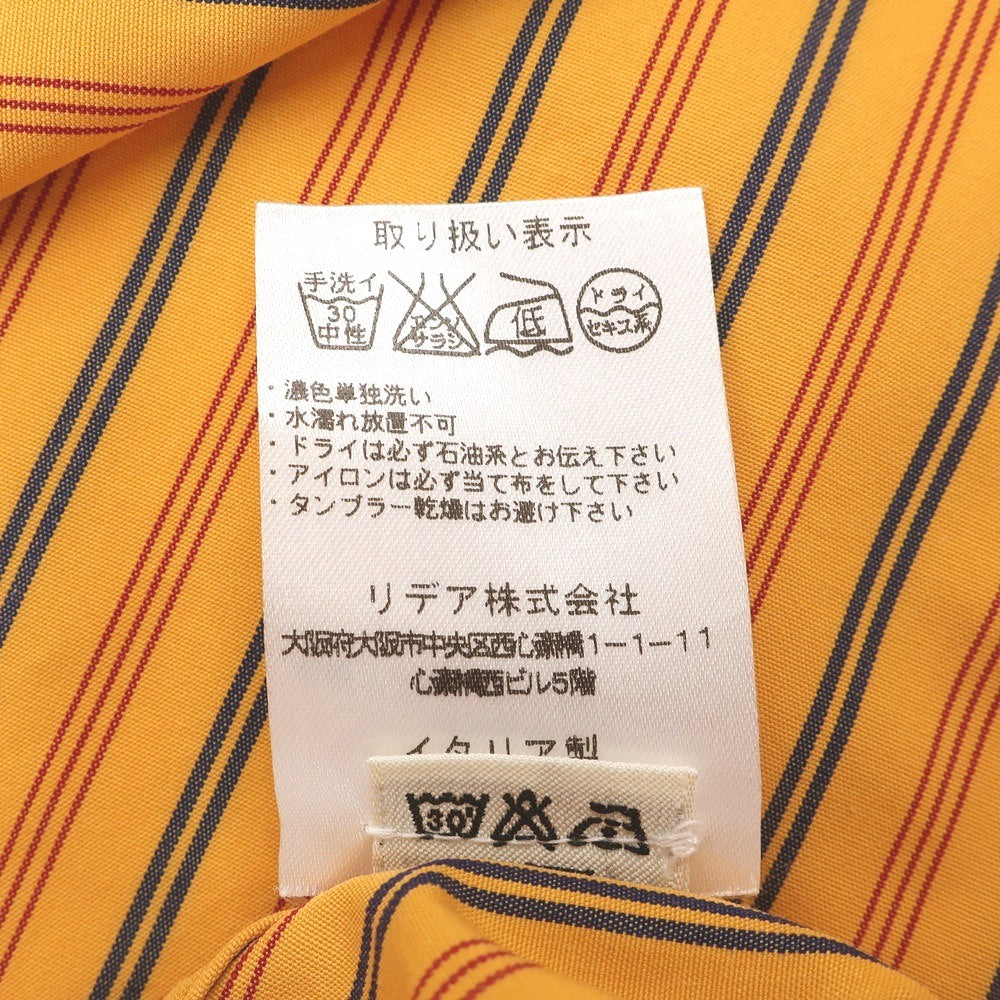 取り扱い表示
手洗イ
30
中性
エンソ
サラシ
低
ドライ
セキユ系
・濃色単独洗い
・水濡れ放置不可
・ドライは必ず石油系とお伝え下さい
・アイロンは必ず当て布をして下さい
・タンブラー乾燥はお避け下さい
リデア株式会社
大阪府大阪市中央区西心斎橋1-1-11
心斎橋西ビル5階
イタリア製
30°